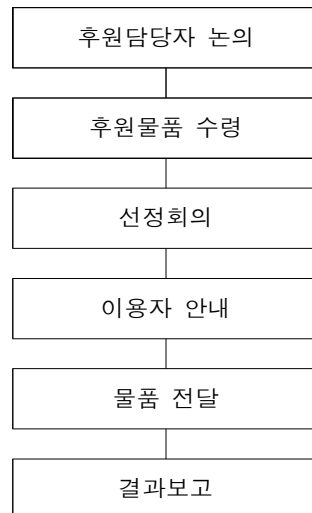 후원담당자 논의
후원물품 수령
선정회의
이용자 안내
물품 전달
결과보고